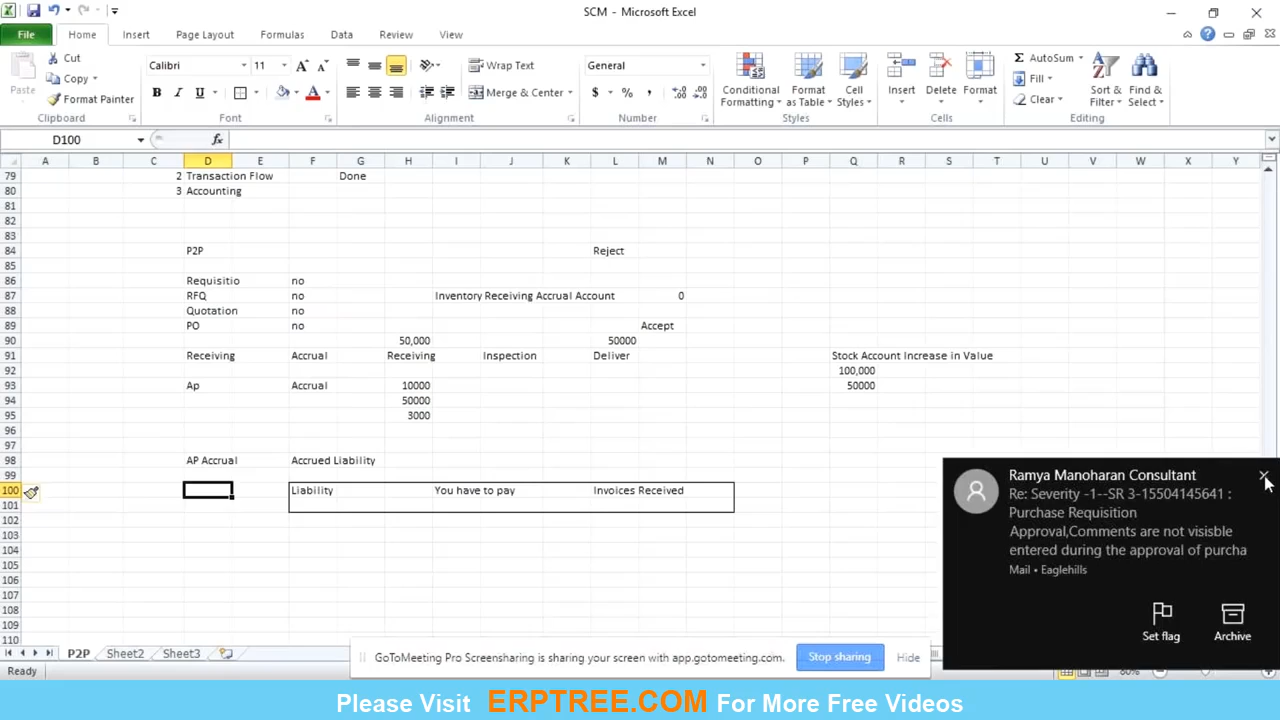 SCM - Microsoft Excel
File Home Insert Page Layout Formulas Data Review View
Cut
Copy
Format Painter
Paste
Calibri 11
B I U
Wrap Text
Merge & Center
General
$ % ,
Conditional Formatting
Format as Table
Cell Styles
Insert Delete Format
AutoSum
Fill
Clear
Sort & Filter
Find & Select
Clipboard Font Alignment Number Styles Cells Editing
D100 fx
A B C D E F G H I J K L M N O P Q R S T U V W X Y
79 2 Transaction Flow Done
80 3 Accounting
81
82
83
84 P2P Reject
85
86 Requisitio no
87 RFQ no Inventory Receiving Accrual Account 0
88 Quotation no
89 PO no Accept
90 50,000 50000
91 Receiving Accrual Receiving Inspection Deliver Stock Account Increase in Value
92 100,000
93 Ap Accrual 10000 50000
94 50000
95 3000
96
97
98 AP Accrual Accrued Liability
99
100 Liability You have to pay Invoices Received
101
102
103
104
105
106
107
108
109
110
Ramya Manoharan Consultant
Re: Severity -1--SR 3-15504145641 :
Purchase Requisition
Approval,Comments are not visisble
entered during the approval of purcha
Mail • Eaglehills
Set flag Archive
P2P Sheet2 Sheet3
GoToMeeting Pro Screensharing is sharing your screen with app.gotomeeting.com. Stop sharing Hide
Ready
Please Visit ERPTREE.COM For More Free Videos